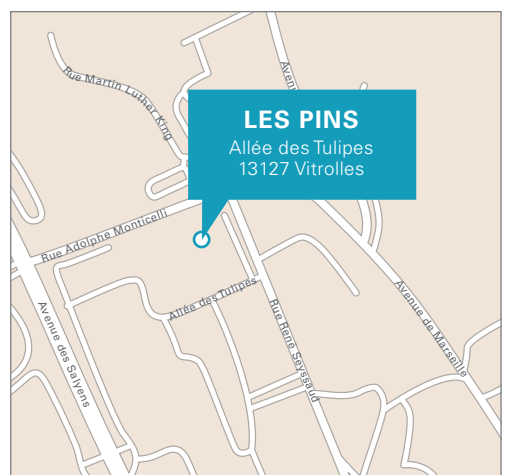 Rue Martin Luther King
Avenu
LES PINS
Allée des Tulipes
13127 Vitrolles
Rue Adolphe Monticelli
Allée des Tulipes
Avenue des Salyens
Rue René Seyssaud
Avenue de Marseille